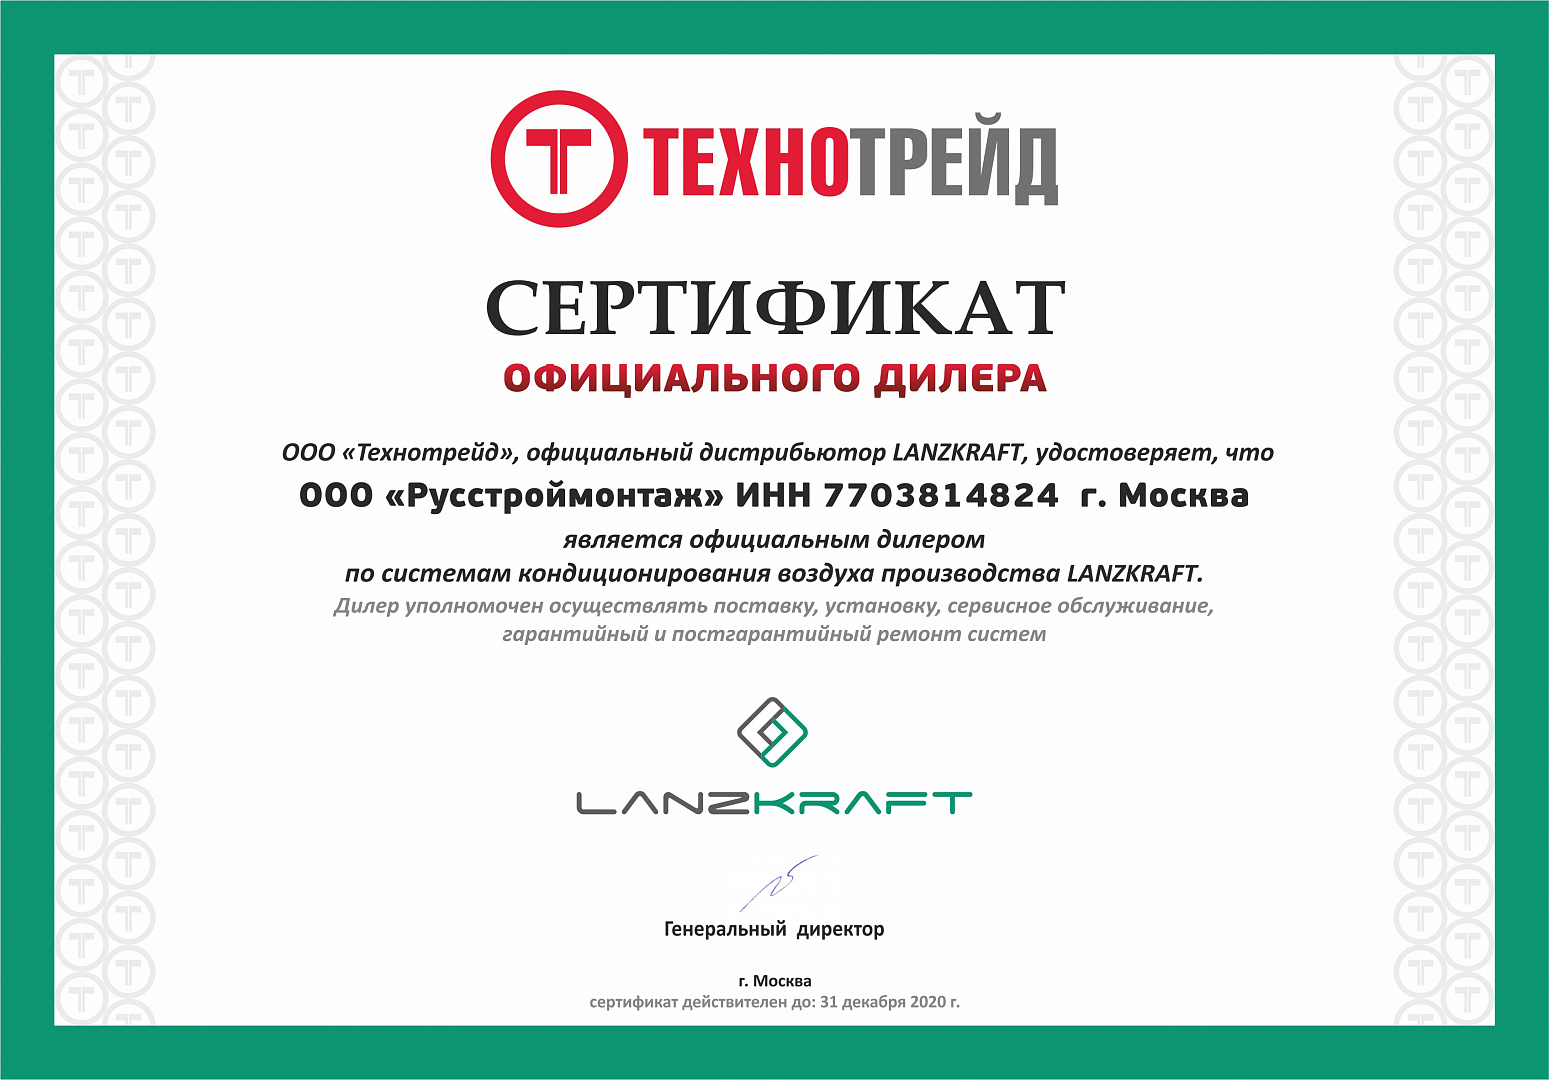 ТЕХНОТРЕЙД
СЕРТИФИКАТ
ОФИЦИАЛЬНОГО ДИЛЕРА
ООО «Технотрейд», официальный дистрибьютор LANZKRAFT, удостоверяет, что
ООО «Русстроймонтаж» ИНН 7703814824 г. Москва
является официальным дилером
по системам кондиционирования воздуха производства LANZKRAFT.
Дилер уполномочен осуществлять поставку, установку, сервисное обслуживание,
гарантийный и постгарантийный ремонт систем
LANZKRAFT
Генеральный директор
г. Москва
сертификат действителен до: 31 декабря 2020 г.